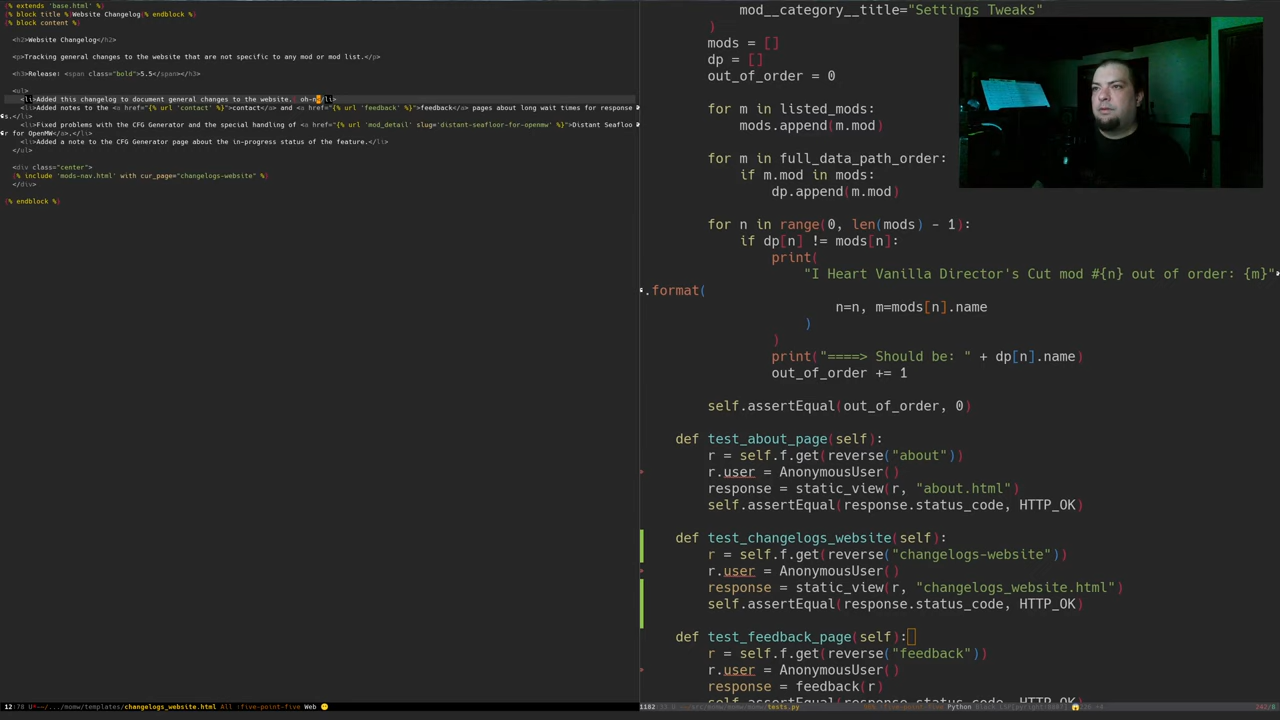 {% extends 'base.html' %}
{% block title %}Website Changelog{% endblock %}
{% block content %}
<h2>Website Changelog</h2>
<p>Tracking general changes to the website that are not specific to any mod or mod list.</p>
<h3>Release: <span class="bold">5.5</span></h3>
<ul>
<li>Added this changelog to document general changes to the website.
<li>Added notes to the <a href="{% url 'contact' %}">contact</a> and <a href="{% url 'feedback' %}">feedback</a> pages about long wait times for response
s.</li>
<li>Fixed problems with the CFG Generator and the special handling of <a href="{% url 'mod_detail' slug='distant-seafloor-for-openmw' %}">Distant Seafloo
r for OpenMW</a>.</li>
<li>Added a note to the CFG Generator page about the in-progress status of the feature.</li>
</ul>
<div class="center">
{% include 'mods-nav.html' with cur_page="changelogs-website" %}
</div>
{% endblock %}
12:78 All :five-point-five Web
changelogs_website.html
mod__category__title="Settings Tweaks"
)
mods = []
dp = []
out_of_order = 0
for m in listed_mods:
mods.append(m.mod)
for m in full_data_path_order:
if m.mod in mods:
dp.append(m.mod)
for n in range(0, len(mods) - 1):
if dp[n] != mods[n]:
print(
"I Heart Vanilla Director's Cut mod #{n} out of order: {m}"
.format(
n=n, m=mods[n].name
)
)
print("====> Should be: " + dp[n].name)
out_of_order += 1
self.assertEqual(out_of_order, 0)
def test_about_page(self):
r = self.f.get(reverse("about"))
r.user = AnonymousUser()
response = static_view(r, "about.html")
self.assertEqual(response.status_code, HTTP_OK)
def test_changelogs_website(self):
r = self.f.get(reverse("changelogs-website"))
r.user = AnonymousUser()
response = static_view(r, "changelogs_website.html")
self.assertEqual(response.status_code, HTTP_OK)
def test_feedback_page(self):
r = self.f.get(reverse("feedback"))
r.user = AnonymousUser()
response = feedback(r)
tests.py
Python